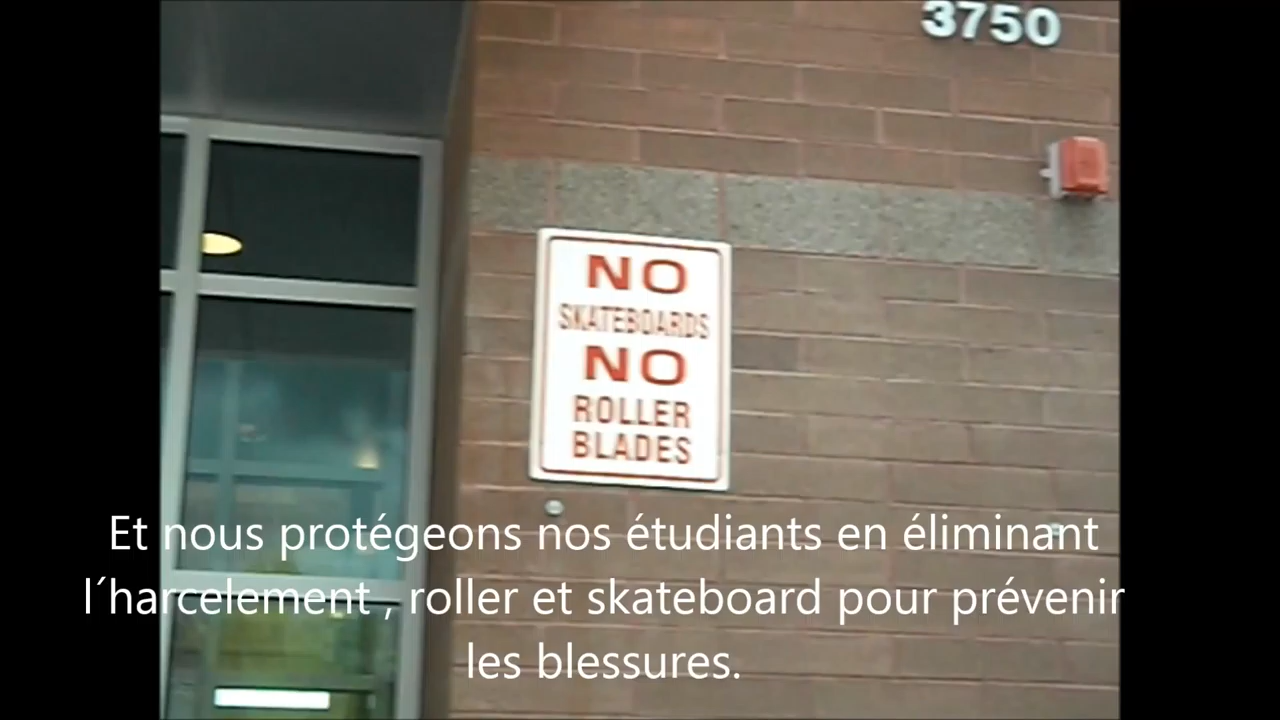 3750
NO
SKATEBOARDS
NO
ROLLER
BLADES
Et nous protégeons nos étudiants en éliminant
l´harcelement , roller et skateboard pour prévenir
les blessures.